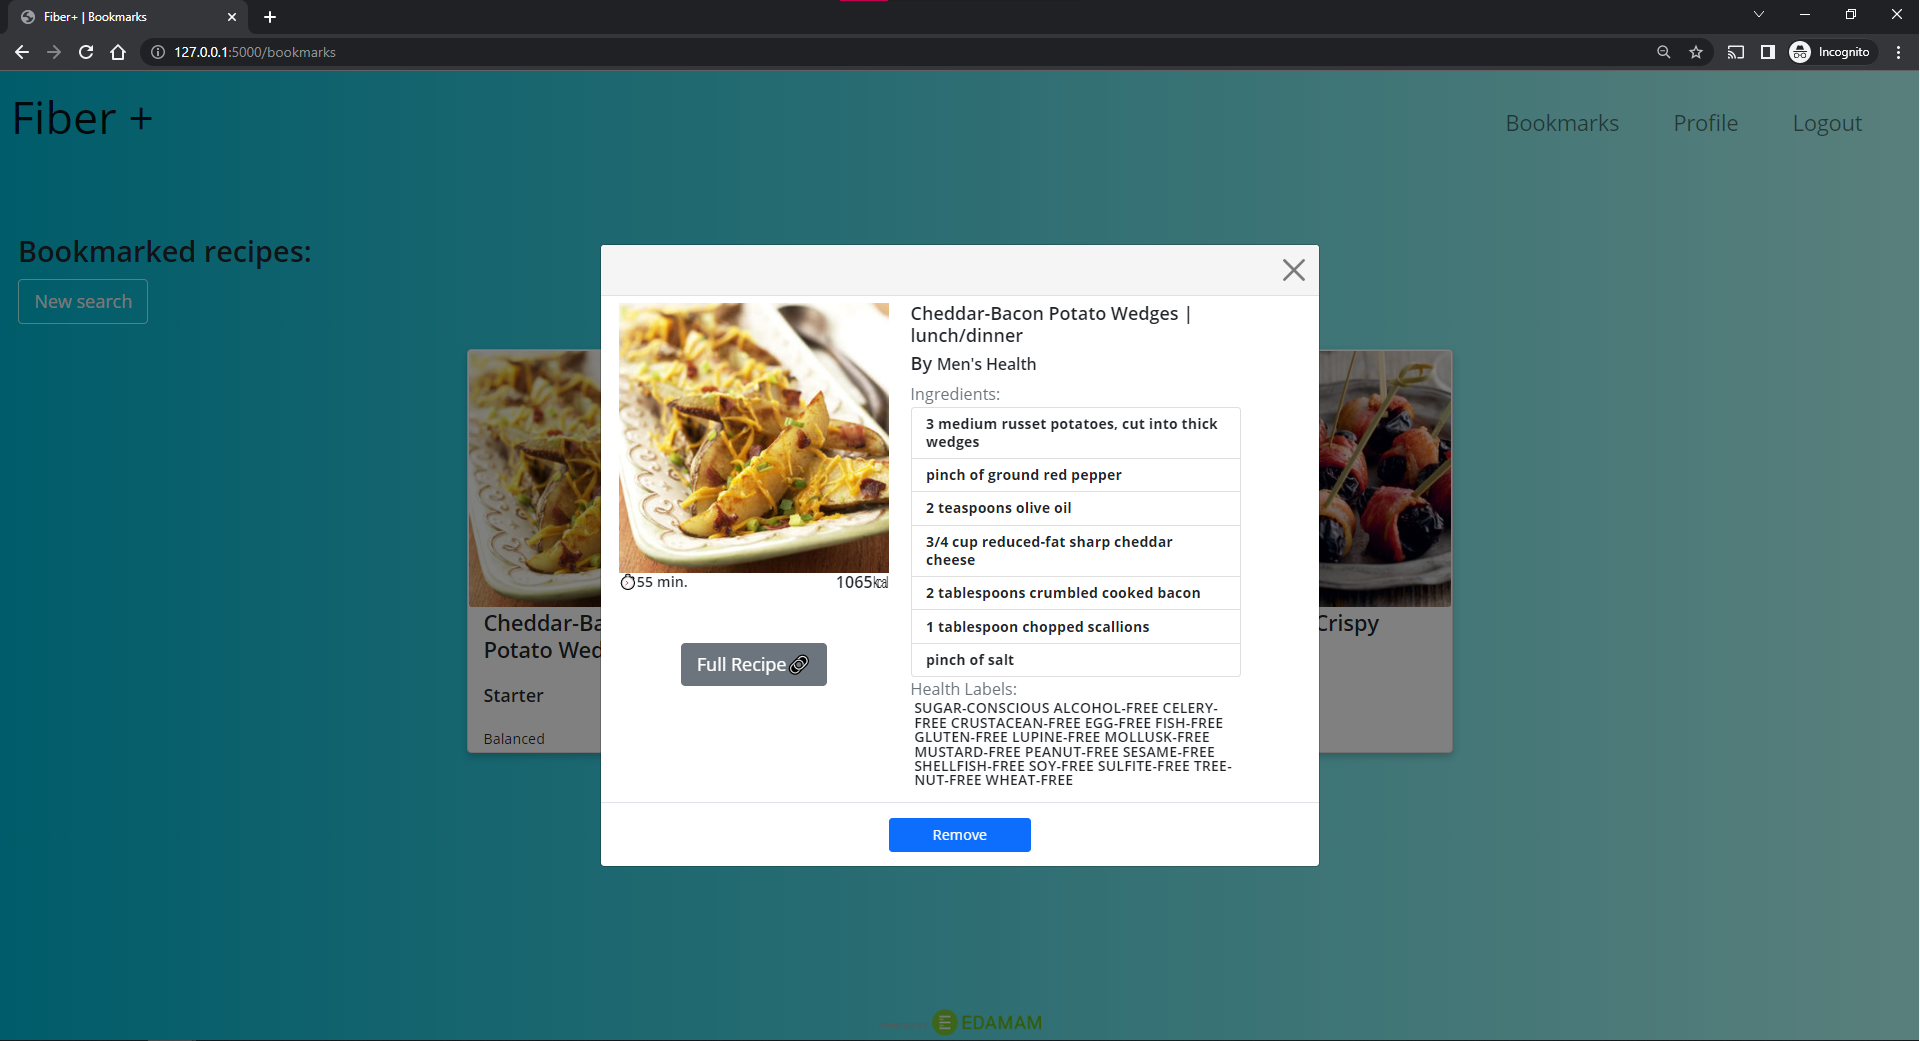 Fiber+ | Bookmarks
127.0.0.1:5000/bookmarks
Incognito
Fiber +
Bookmarks
Profile
Logout
Bookmarked recipes:
New search
Cheddar-Ba
Potato Wed
Starter
Balanced
Crispy
Cheddar-Bacon Potato Wedges |
lunch/dinner
By Men's Health
Ingredients:
3 medium russet potatoes, cut into thick
wedges
pinch of ground red pepper
2 teaspoons olive oil
3/4 cup reduced-fat sharp cheddar
cheese
2 tablespoons crumbled cooked bacon
1 tablespoon chopped scallions
pinch of salt
Health Labels:
SUGAR-CONSCIOUS ALCOHOL-FREE CELERY-
FREE CRUSTACEAN-FREE EGG-FREE FISH-FREE
GLUTEN-FREE LUPINE-FREE MOLLUSK-FREE
MUSTARD-FREE PEANUT-FREE SESAME-FREE
SHELLFISH-FREE SOY-FREE SULFITE-FREE TREE-
NUT-FREE WHEAT-FREE
55 min.
1065kcal
Full Recipe
Remove
EDAMAM